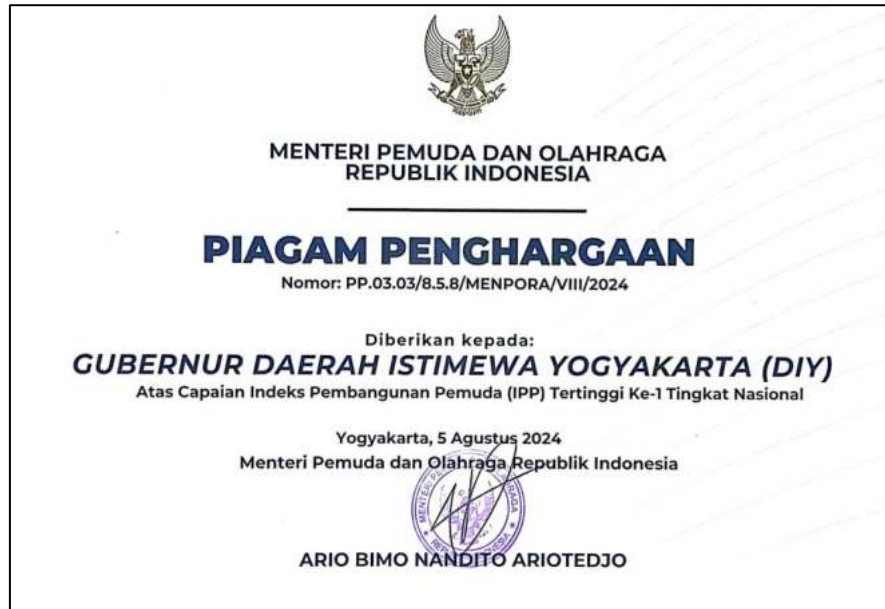 MENTERI PEMUDA DAN OLAHRAGA
REPUBLIK INDONESIA
PIAGAM PENGHARGAAN
Nomor: PP.03.03/8.5.8/MENPORA/VIII/2024
Diberikan kepada:
GUBERNUR DAERAH ISTIMEWA YOGYAKARTA (DIY)
Atas Capaian Indeks Pembangunan Pemuda (IPP) Tertinggi Ke-1 Tingkat Nasional
Yogyakarta, 5 Agustus 2024
Menteri Pemuda dan Olahraga Republik Indonesia
ARIO BIMO NANDITO ARIOTEDJO